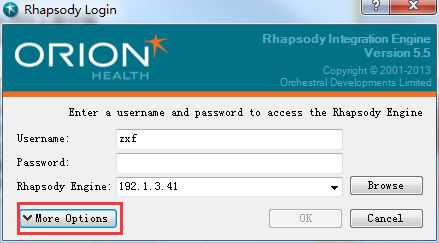 Rhapsody Login
?
ORION
HEALTH
Rhapsody Integration Engine
Version 5.5
Copyright © 2001-2013
Orchestral Developments Limited
Enter a username and password to access the Rhapsody Engine
Username:
zxf
Password:
Rhapsody Engine:
192.1.3.41
Browse
More Options
OK
Cancel